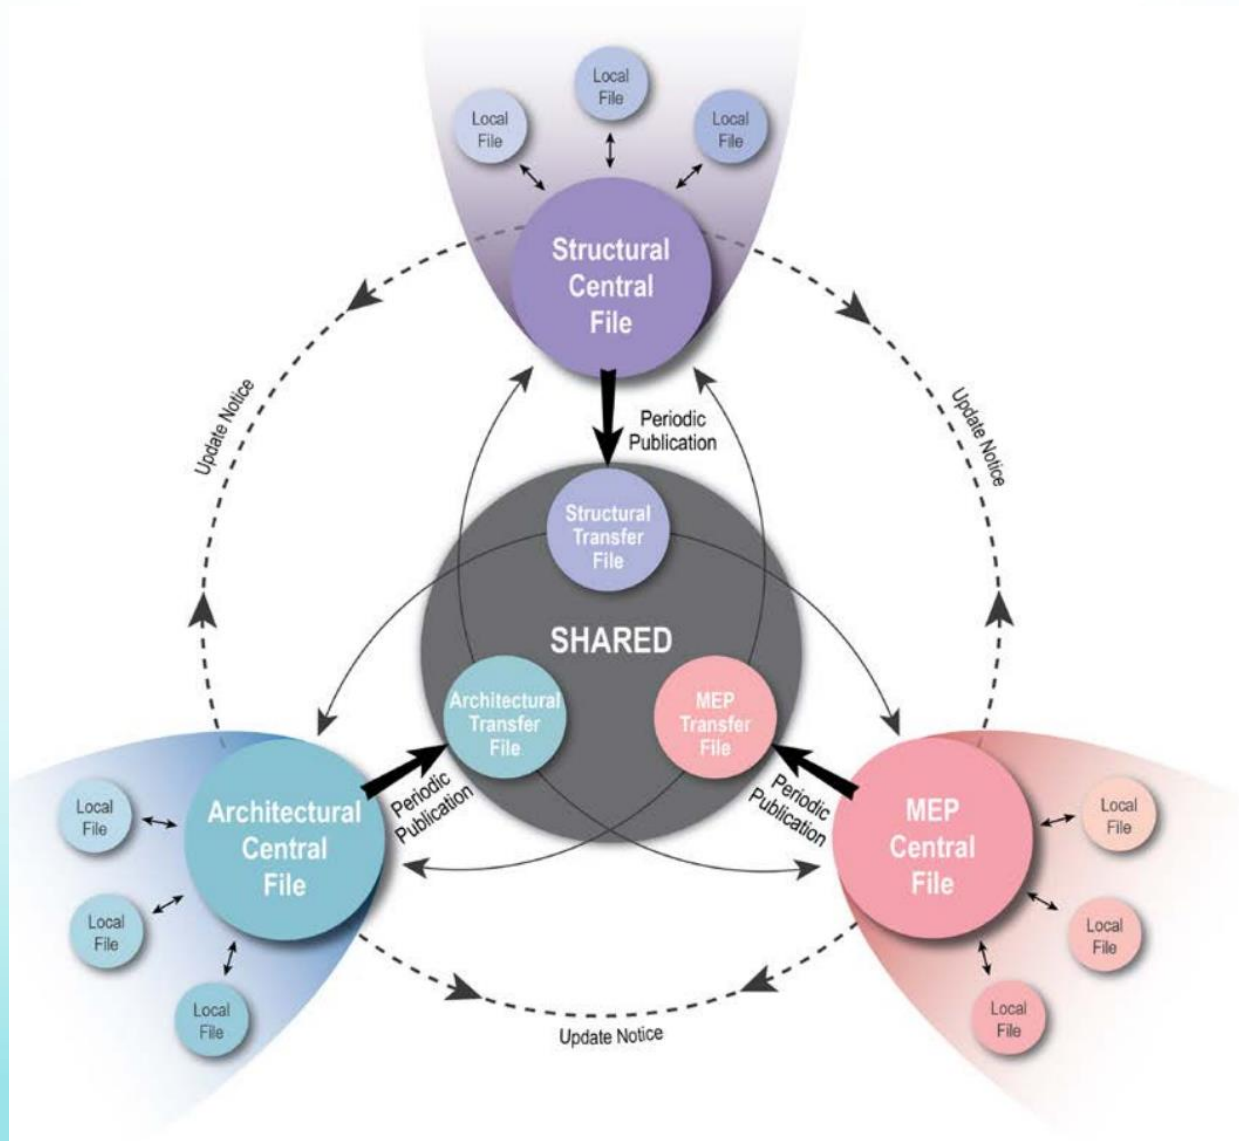 Local
File
Local
File
Local
File
Structural
Central
File
Update Notice
Update Notice
Periodic
Publication
Structural
Transfer
File
SHARED
Architectural
Transfer
File
MEP
Transfer
File
Periodic
Publication
Periodic
Publication
Architectural
Central
File
MEP
Central
File
Local
File
Local
File
Local
File
Local
File
Local
File
Local
File
Update Notice